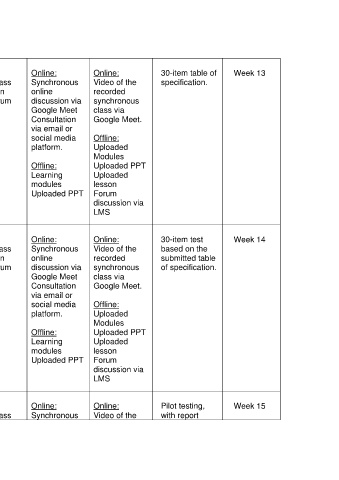 ass
n
um
Online:
Synchronous
online
discussion via
Google Meet
Consultation
via email or
social media
platform.
Offline:
Learning
modules
Uploaded PPT
Online:
Video of the
recorded
synchronous
class via
Google Meet.
Offline:
Uploaded
Modules
Uploaded PPT
Uploaded
lesson
Forum
discussion via
LMS
30-item table of
specification.
Week 13
ass
n
um
Online:
Synchronous
online
discussion via
Google Meet
Consultation
via email or
social media
platform.
Offline:
Learning
modules
Uploaded PPT
Online:
Video of the
recorded
synchronous
class via
Google Meet.
Offline:
Uploaded
Modules
Uploaded PPT
Uploaded
lesson
Forum
discussion via
LMS
30-item test
based on the
submitted table
of specification.
Week 14
ass
Online:
Synchronous
Online:
Video of the
Pilot testing,
with report
Week 15